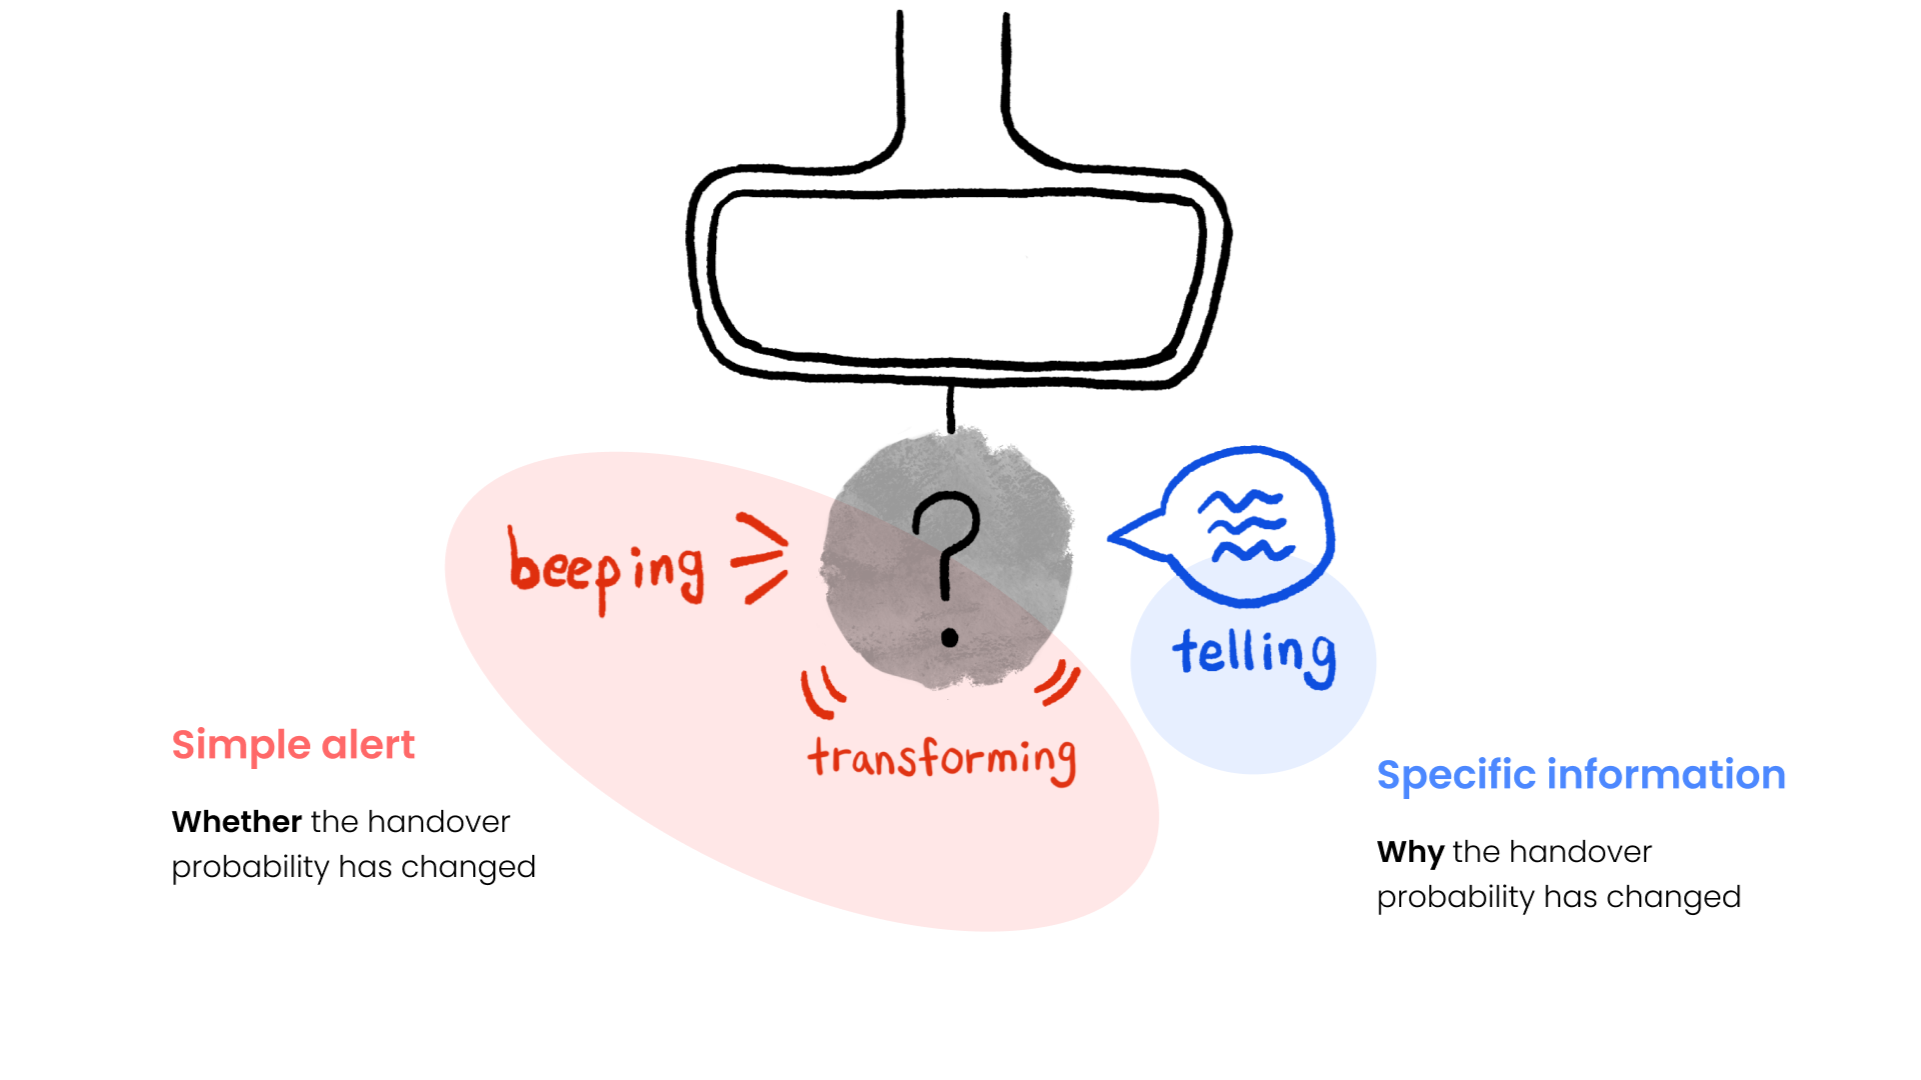 ?
beeping
telling
transforming
Simple alert
Whether the handover
probability has changed
Specific information
Why the handover
probability has changed